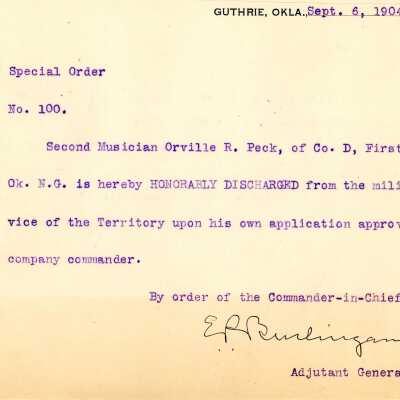 GUTHRIE, OKLA., Sept. 6, 1904
Special Order
No. 100.
Second Musician Orville R. Peck, of Co. D, First
Ok. N.G. is hereby HONORABLY DISCHARGED from the mili
vice of the Territory upon his own application approv
company commander.
By order of the Commander-in-Chief
E.P. Burlingam
Adjutant Genera